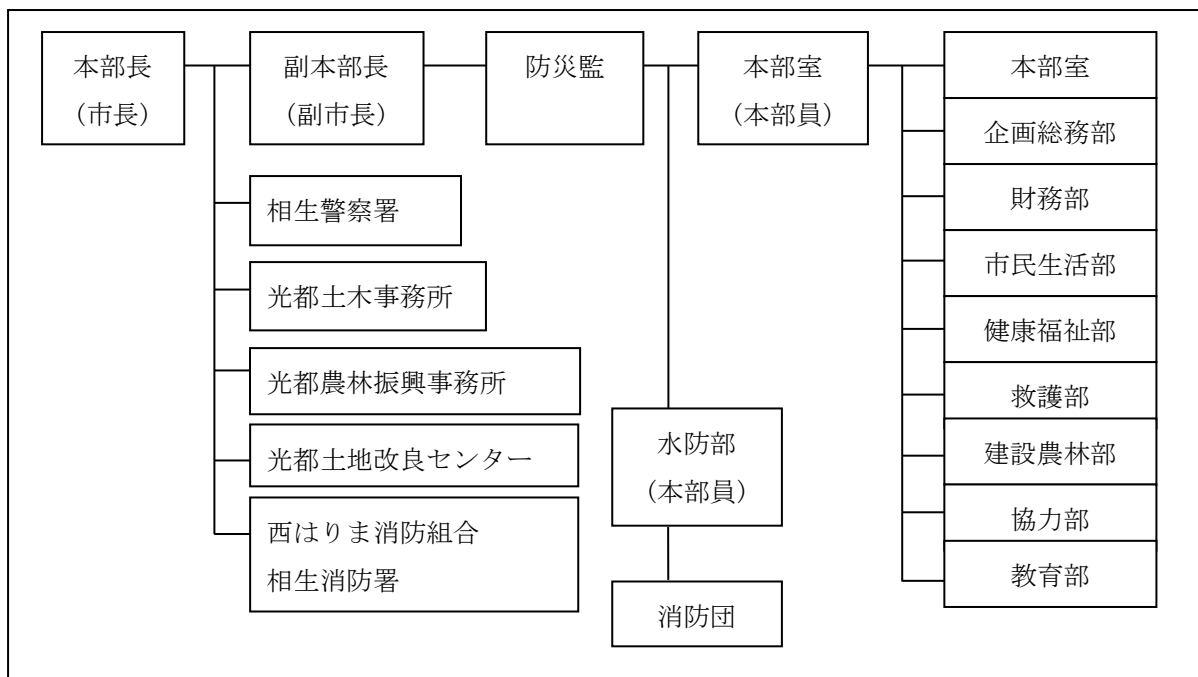 本部長
(市長)
副本部長
(副市長)
防災監
本部室
(本部員)
相生警察署
光都土木事務所
光都農林振興事務所
光都土地改良センター
西はりま消防組合
相生消防署
水防部
(本部員)
消防団
本部室
企画総務部
財務部
市民生活部
健康福祉部
救護部
建設農林部
協力部
教育部